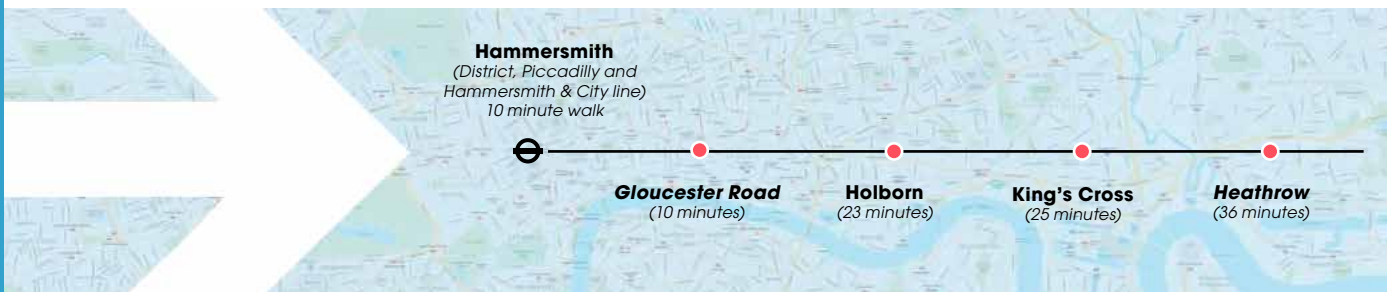 Hammersmith
(District, Piccadilly and
Hammersmith & City line)
10 minute walk
Gloucester Road
(10 minutes)
Holborn
(23 minutes)
King's Cross
(25 minutes)
Heathrow
(36 minutes)